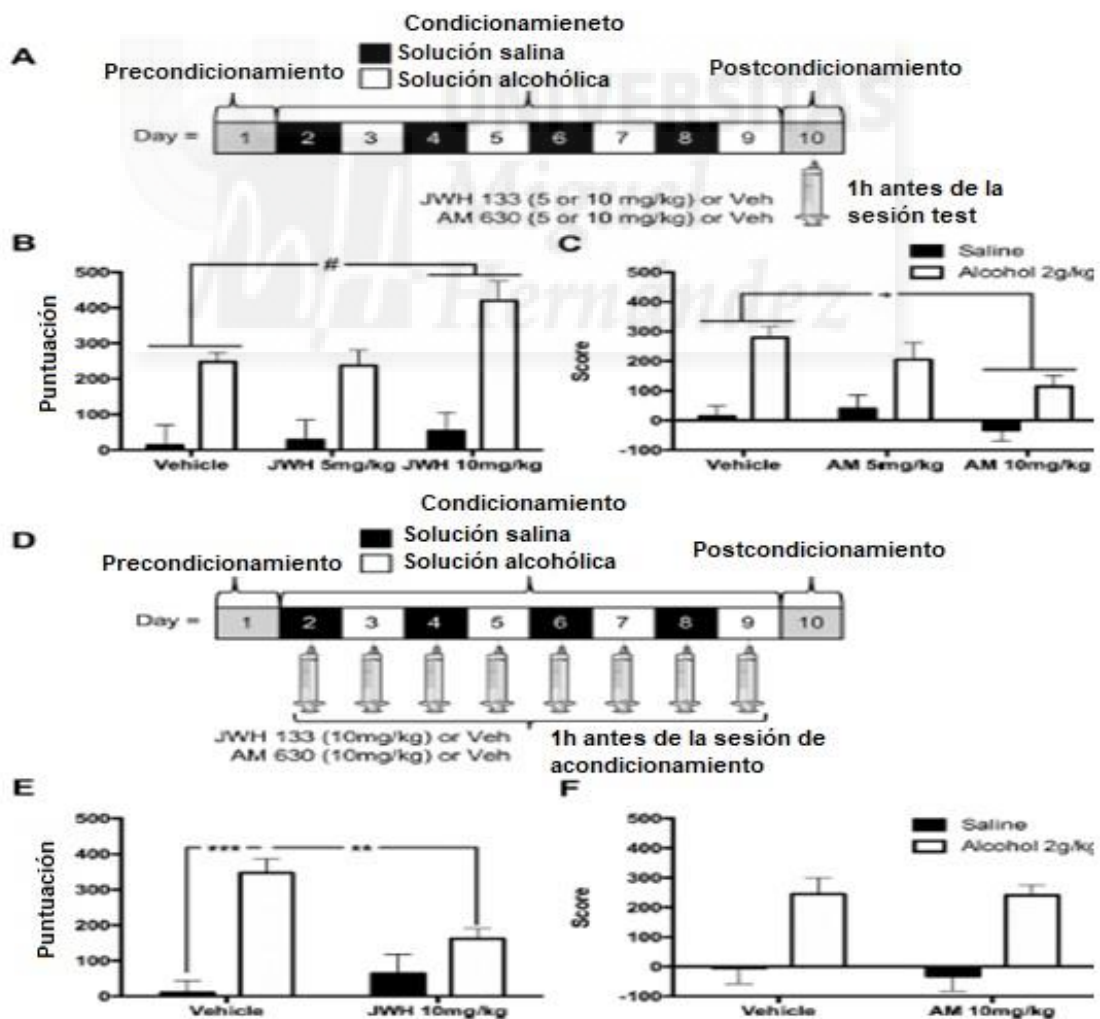 Condicionamieneto
A
Solución salina
Precondicionamiento
Solución alcohólica
Postcondicionamiento
UNIVERSITAS
Miguel
Hernández
Day = 1 2 3 4 5 6 7 8 9 10
JWH 133 (5 or 10 mg/kg) or Veh
AM 630 (5 or 10 mg/kg) or Veh
1h antes de la
sesión test
B
Puntuación
500
400
300
200
100
0
#
Vehicle JWH 5mg/kg JWH 10mg/kg
C
Saline
Alcohol 2g/kg
Score
500
400
300
200
100
0
-100
Vehicle AM 5mg/kg AM 10mg/kg
Condicionamiento
D
Solución salina
Precondicionamiento
Solución alcohólica
Postcondicionamiento
Day = 1 2 3 4 5 6 7 8 9 10
JWH 133 (10mg/kg) or Veh
AM 630 (10mg/kg) or Veh
1h antes de la sesión de
acondicionamiento
E
Puntuación
500
400
300
200
100
0
*** **
Vehicle JWH 10mg/kg
F
Saline
Alcohol 2g/kg
Score
500
400
300
200
100
0
-100
Vehicle AM 10mg/kg